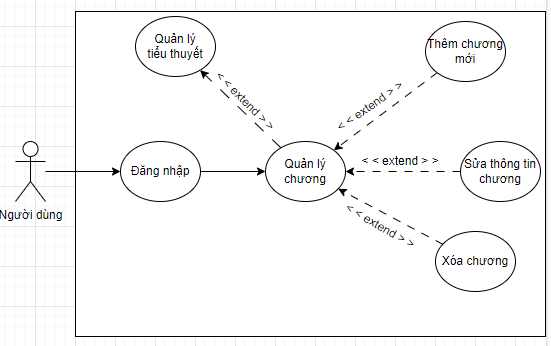 Quản lý
tiểu thuyết
<< extend >>
Thêm chương
mới
<< extend >>
Người dùng
Đăng nhập
Quản lý
chương
<< extend >>
Sửa thông tin
chương
<< extend >>
Xóa chương